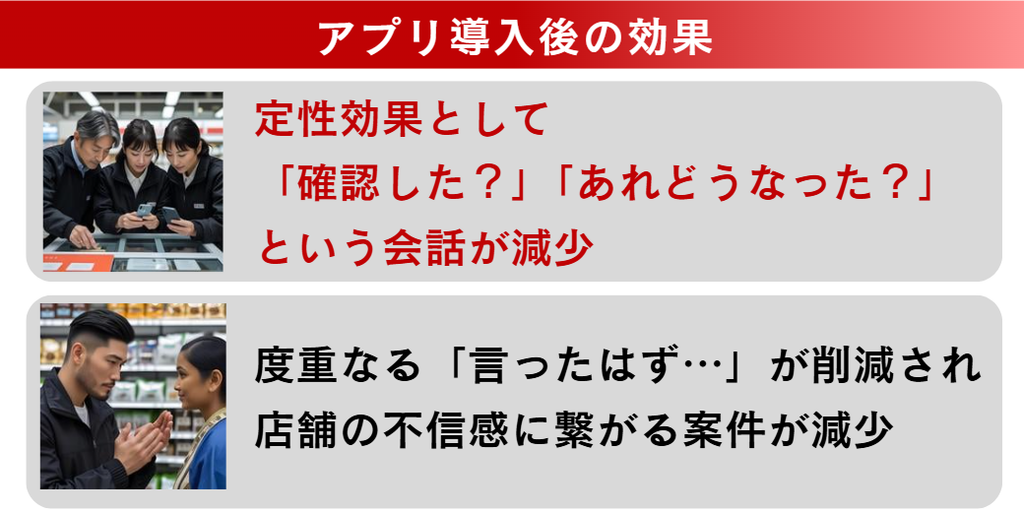 アプリ導入後の効果
定性効果として
「確認した？」「あれどうなった？」
という会話が減少
度重なる「言ったはず…」が削減され
店舗の不信感に繋がる案件が減少